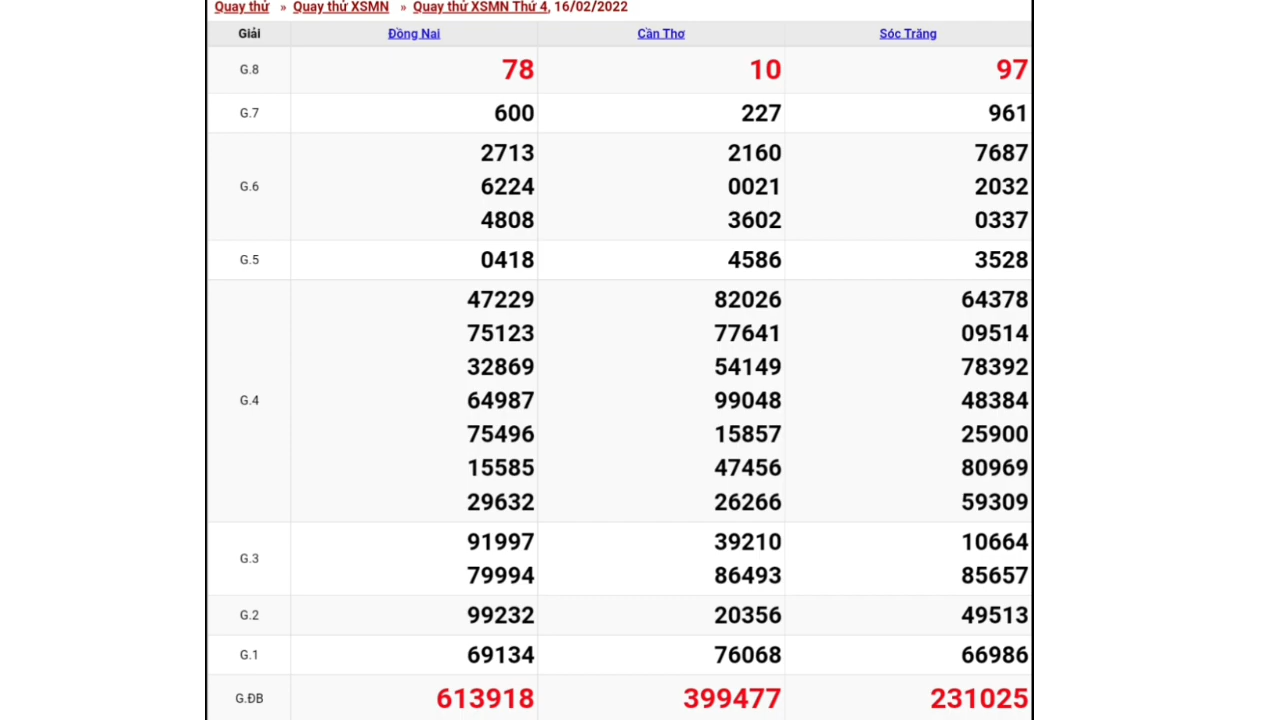 Quay thử » Quay thử XSMN » Quay thử XSMN Thứ 4, 16/02/2022
Giải Đồng Nai Cần Thơ Sóc Trăng
G.8 78 10 97
G.7 600 227 961
2713 2160 7687
G.6 6224 0021 2032
4808 3602 0337
G.5 0418 4586 3528
47229 82026 64378
75123 77641 09514
32869 54149 78392
G.4 64987 99048 48384
75496 15857 25900
15585 47456 80969
29632 26266 59309
91997 39210 10664
G.3
79994 86493 85657
G.2 99232 20356 49513
G.1 69134 76068 66986
G.ĐB 613918 399477 231025